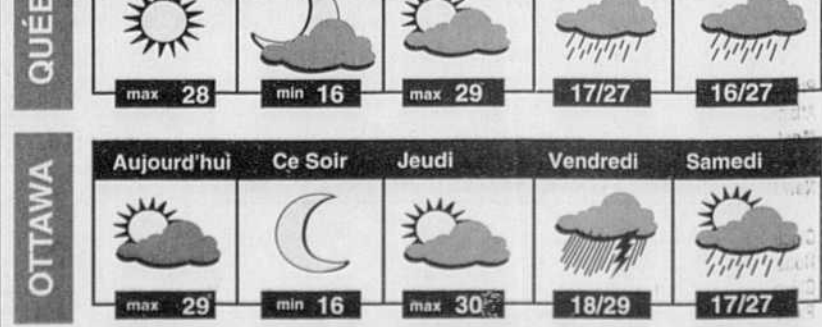 QUÉB
max 28 min 16 max 29 17/27 16/27
OTTAWA
Aujourd'hui Ce Soir Jeudi Vendredi Samedi
max 29 min 16 max 30 18/29 17/27